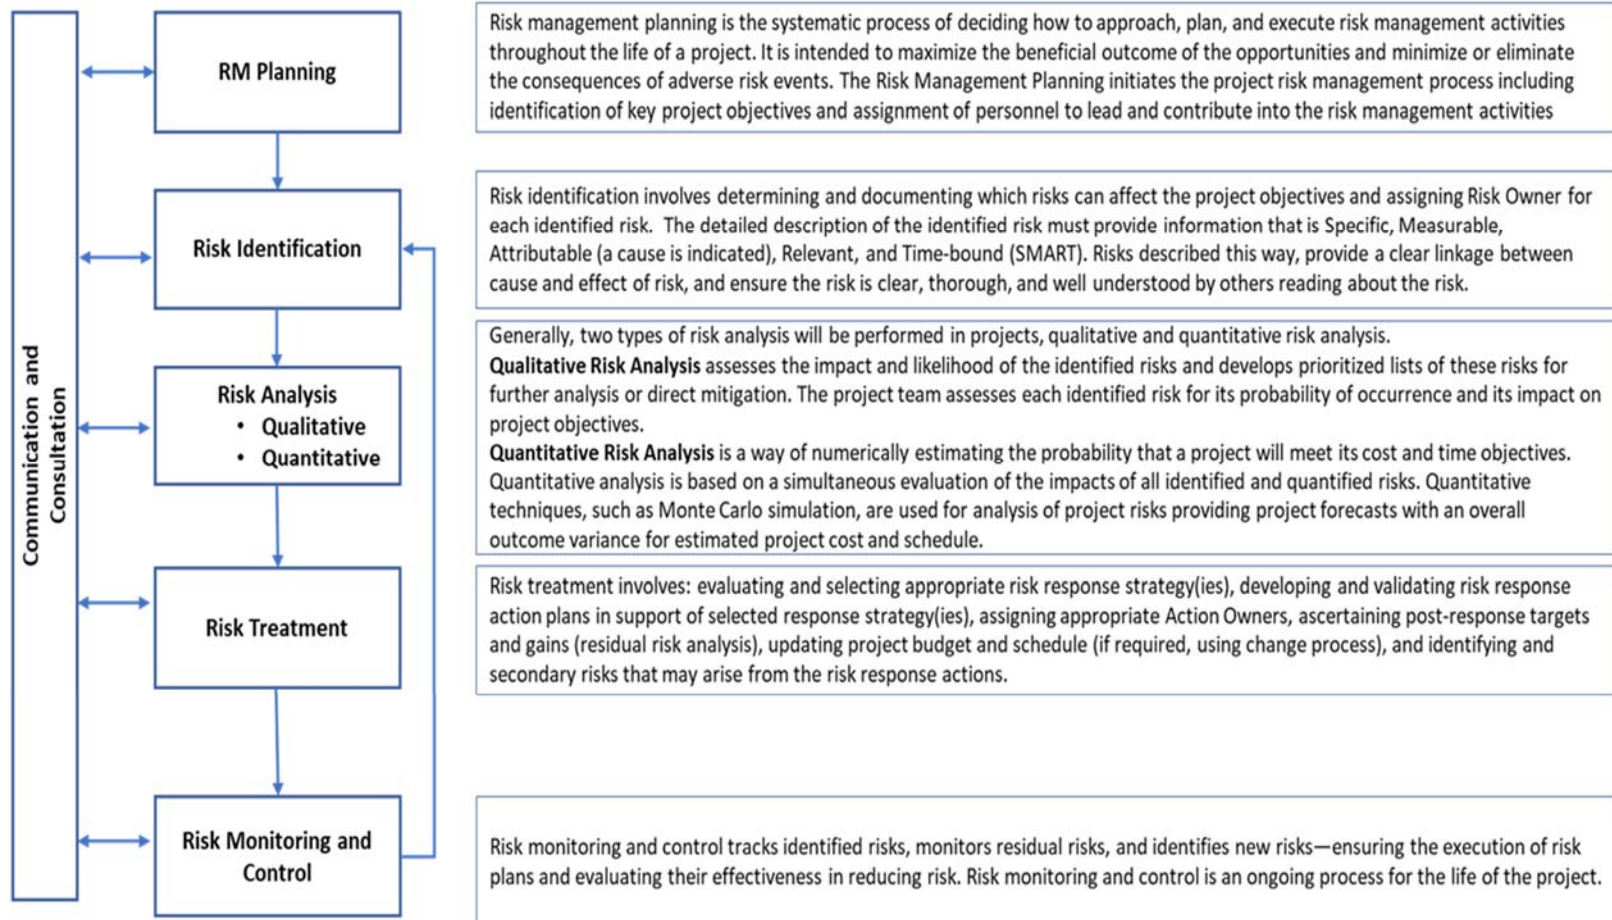 Communication and
Consultation
RM Planning
Risk management planning is the systematic process of deciding how to approach, plan, and execute risk management activities
throughout the life of a project. It is intended to maximize the beneficial outcome of the opportunities and minimize or eliminate
the consequences of adverse risk events. The Risk Management Planning initiates the project risk management process including
identification of key project objectives and assignment of personnel to lead and contribute into the risk management activities
Risk Identification
Risk identification involves determining and documenting which risks can affect the project objectives and assigning Risk Owner for
each identified risk. The detailed description of the identified risk must provide information that is Specific, Measurable,
Attributable (a cause is indicated), Relevant, and Time-bound (SMART). Risks described this way, provide a clear linkage between
cause and effect of risk, and ensure the risk is clear, thorough, and well understood by others reading about the risk.
Risk Analysis
• Qualitative
• Quantitative
Generally, two types of risk analysis will be performed in projects, qualitative and quantitative risk analysis.
Qualitative Risk Analysis assesses the impact and likelihood of the identified risks and develops prioritized lists of these risks for
further analysis or direct mitigation. The project team assesses each identified risk for its probability of occurrence and its impact on
project objectives.
Quantitative Risk Analysis is a way of numerically estimating the probability that a project will meet its cost and time objectives.
Quantitative analysis is based on a simultaneous evaluation of the impacts of all identified and quantified risks. Quantitative
techniques, such as Monte Carlo simulation, are used for analysis of project risks providing project forecasts with an overall
outcome variance for estimated project cost and schedule.
Risk Treatment
Risk treatment involves: evaluating and selecting appropriate risk response strategy(ies), developing and validating risk response
action plans in support of selected response strategy(ies), assigning appropriate Action Owners, ascertaining post-response targets
and gains (residual risk analysis), updating project budget and schedule (if required, using change process), and identifying and
secondary risks that may arise from the risk response actions.
Risk Monitoring and
Control
Risk monitoring and control tracks identified risks, monitors residual risks, and identifies new risks—ensuring the execution of risk
plans and evaluating their effectiveness in reducing risk. Risk monitoring and control is an ongoing process for the life of the project.